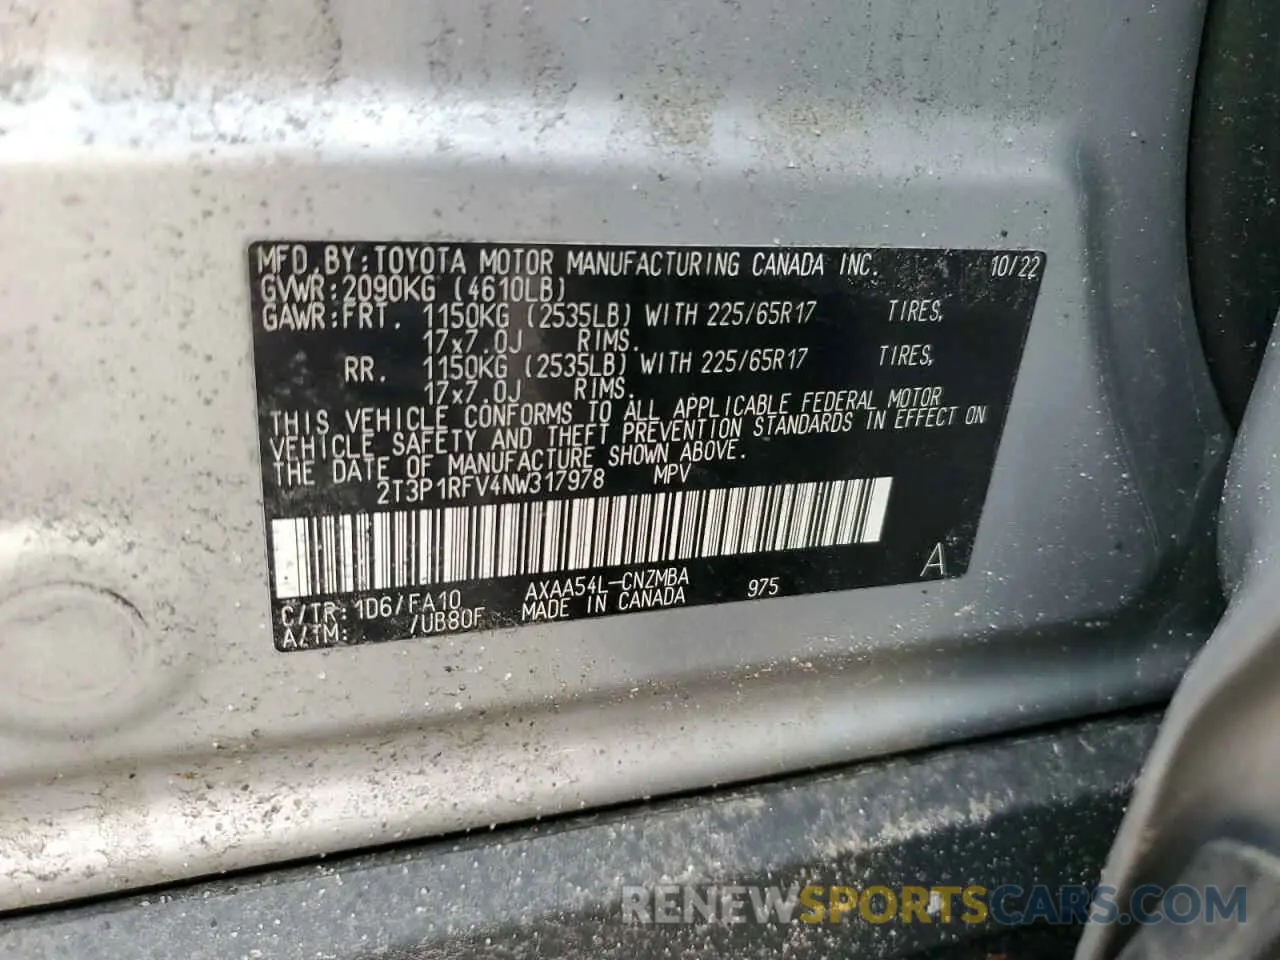 MFD. BY: TOYOTA MOTOR MANUFACTURING CANADA INC. 10/22
GVWR: 2090KG (4610LB)
GAWR: FRT. 1150KG (2535LB) WITH 225/65R17 TIRES,
17x7.0J RIMS.
RR. 1150KG (2535LB) WITH 225/65R17 TIRES,
17x7.0J RIMS.
THIS VEHICLE CONFORMS TO ALL APPLICABLE FEDERAL MOTOR
VEHICLE SAFETY AND THEFT PREVENTION STANDARDS IN EFFECT ON
THE DATE OF MANUFACTURE SHOWN ABOVE.
2T3P1RFV4NW317978 MPV
C/TR: 1D6/FA10 AXAA54L-CNZMBA 975 A
A/TM: /UB80F MADE IN CANADA
RENEWSPORTSCARS.COM